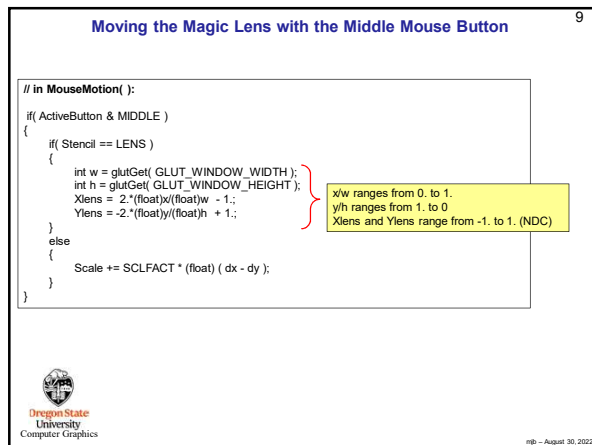 9
Moving the Magic Lens with the Middle Mouse Button
// in MouseMotion( ):
if( ActiveButton & MIDDLE )
{
if( Stencil == LENS )
{
int w = glutGet( GLUT_WINDOW_WIDTH );
int h = glutGet( GLUT_WINDOW_HEIGHT );
Xlens = 2.*(float)x/(float)w - 1.;
Ylens = -2.*(float)y/(float)h + 1.;
}
else
{
Scale += SCLFACT * (float) ( dx - dy );
}
}
x/w ranges from 0. to 1.
y/h ranges from 1. to 0
Xlens and Ylens range from -1. to 1. (NDC)
Oregon State
University
Computer Graphics
mjb – August 30, 2022